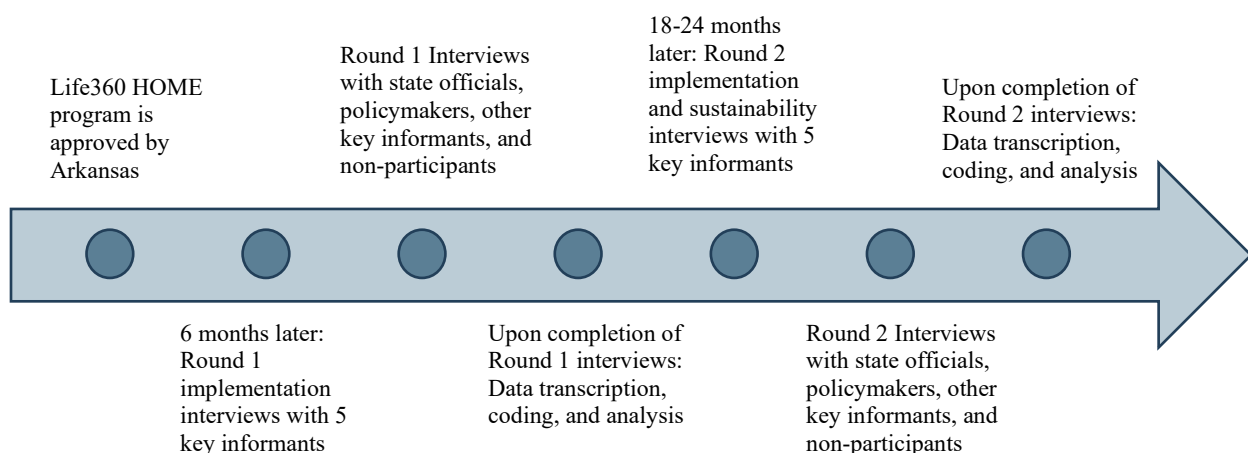 Life360 HOME
program is
approved by
Arkansas
6 months later:
Round 1
implementation
interviews with 5
key informants
Round 1 Interviews
with state officials,
policymakers, other
key informants, and
non-participants
Upon completion of
Round 1 interviews:
Data transcription,
coding, and analysis
18-24 months
later: Round 2
implementation
and sustainability
interviews with 5
key informants
Round 2 Interviews
with state officials,
policymakers, other
key informants, and
non-participants
Upon completion of
Round 2 interviews:
Data transcription,
coding, and analysis